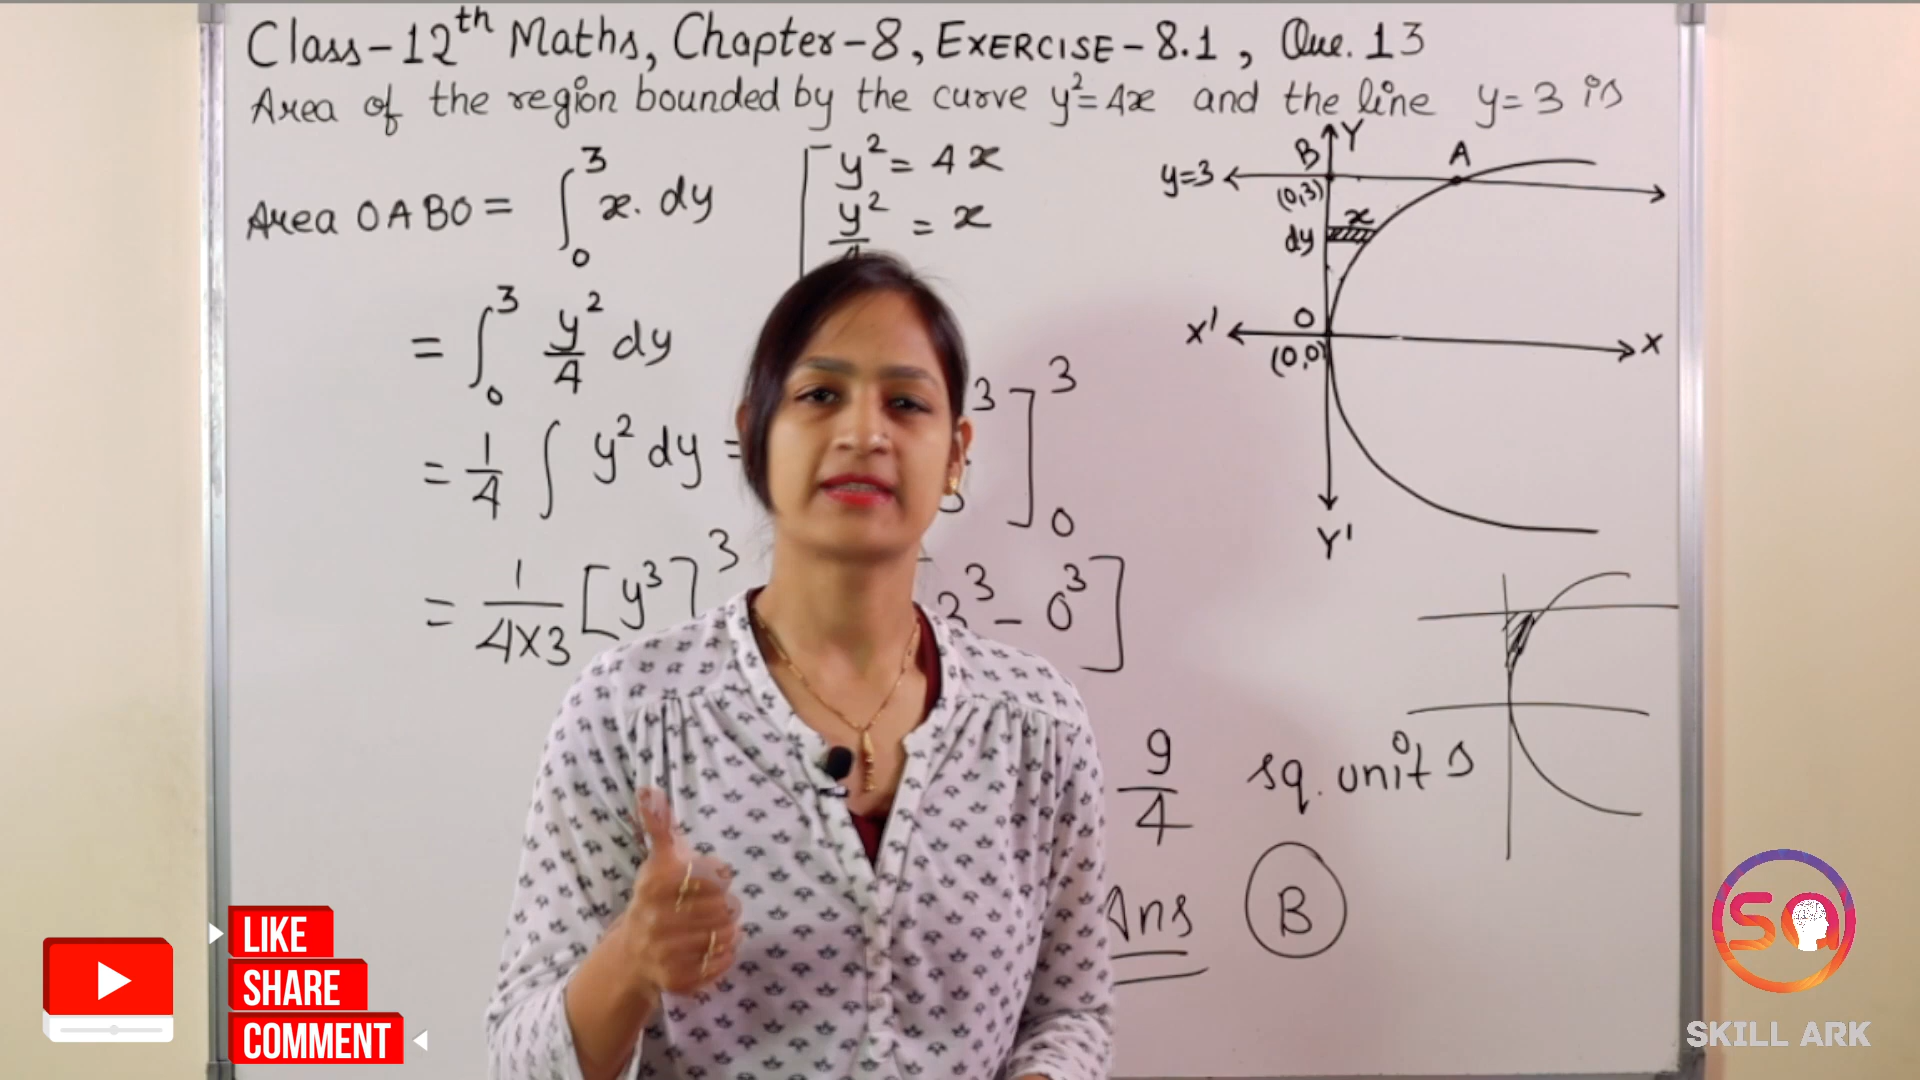 Class-12th Maths, Chapter-8, EXERCISE-8.1, Que. 13
Area of the region bounded by the curve y²=4x and the line y=3 is
Area OABO = ∫₀³ x. dy
y² = 4x
y²/4 = x
= ∫₀³ y²/4 dy
= 1/4 ∫ y² dy =
3 ]₀³
= 1/4×3 [y³]³
3³ - 0³ ]
9/4 sq. units
Ans B
Y
B
A
y=3
(0,3)
x
dy
O
X'
X
(0,0)
Y'
LIKE
SHARE
COMMENT
SA
SKILL ARK